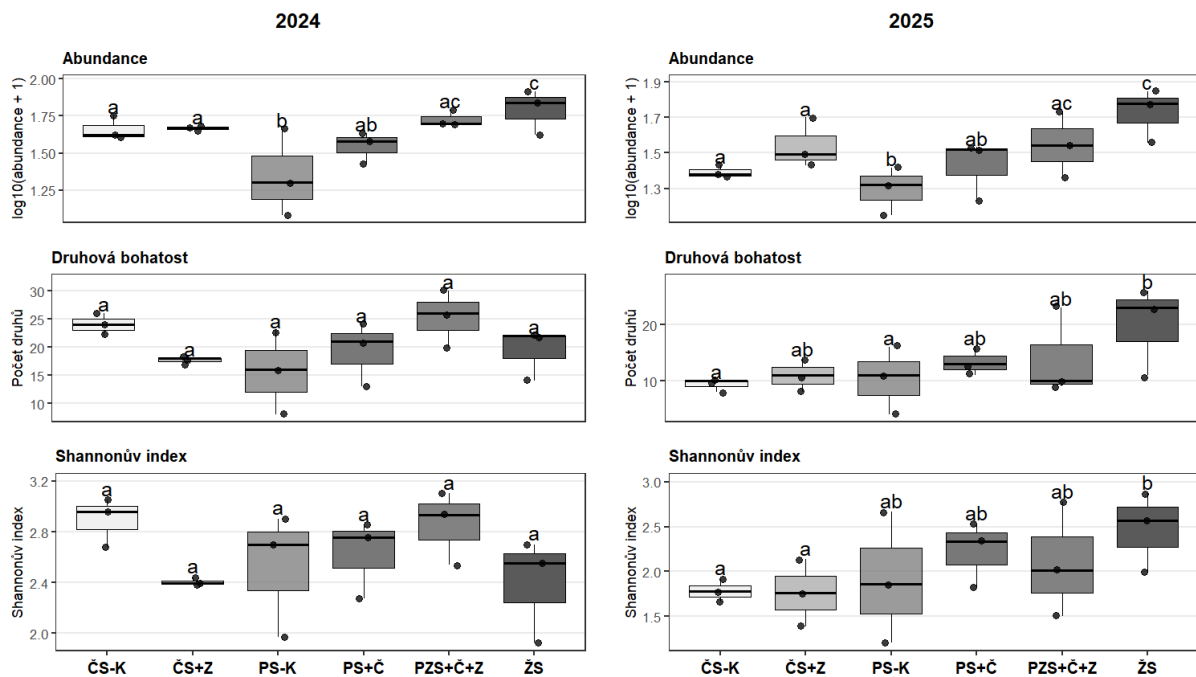 2024
2025
Abundance
Abundance
log10(abundance + 1)
2.00
1.75
1.50
1.25
a
a
b
ab
ac
c
log10(abundance + 1)
1.9
1.7
1.5
1.3
a
a
b
ab
ac
c
Druhová bohatost
Druhová bohatost
Počet druhů
30
25
20
15
10
a
a
a
a
a
a
Počet druhů
20
10
a
ab
a
ab
ab
b
Shannonův index
Shannonův index
Shannonův index
3.2
2.8
2.4
2.0
a
a
a
a
a
a
Shannonův index
3.0
2.5
2.0
1.5
a
a
ab
ab
ab
b
ČS-K ČS+Z PS-K PS+Č PZS+Č+Z ŽS
ČS-K ČS+Z PS-K PS+Č PZS+Č+Z ŽS